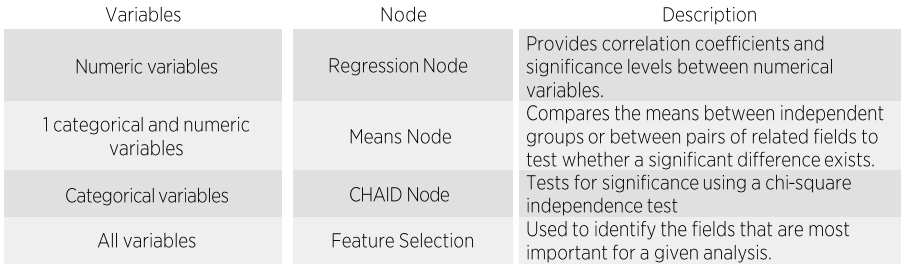 Variables
Node
Description
Numeric variables
Regression Node
Provides correlation coefficients and
significance levels between numerical
variables.
1 categorical and numeric
variables
Means Node
Compares the means between independent
groups or between pairs of related fields to
test whether a significant difference exists.
Categorical variables
CHAID Node
Tests for significance using a chi-square
independence test
All variables
Feature Selection
Used to identify the fields that are most
important for a given analysis.